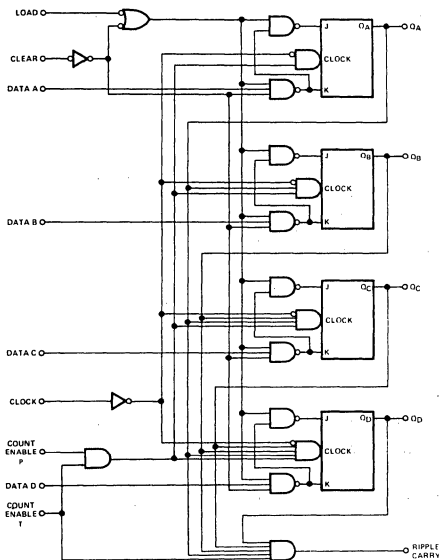 LOAD
CLEAR
DATA A
J QA QA
CLOCK
K
J QB QB
CLOCK
DATA B
K
J QC QC
CLOCK
DATA C
K
CLOCK
J QD QD
COUNT
ENABLE
P
CLOCK
DATA D
K
COUNT
ENABLE
T
RIPPLE
CARRY